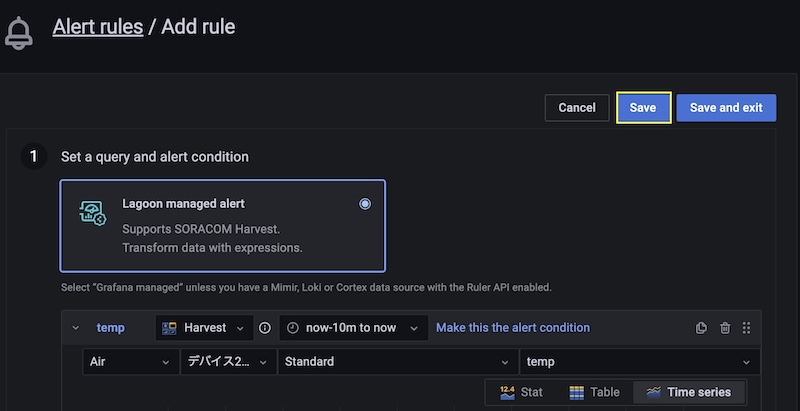 Alert rules / Add rule
Cancel Save Save and exit
1 Set a query and alert condition
Lagoon managed alert
Supports SORACOM Harvest.
Transform data with expressions.
Select “Grafana managed” unless you have a Mimir, Loki or Cortex data source with the Ruler API enabled.
temp Harvest now-10m to now Make this the alert condition
Air デバイス2... Standard temp
12.4 Stat Table Time series